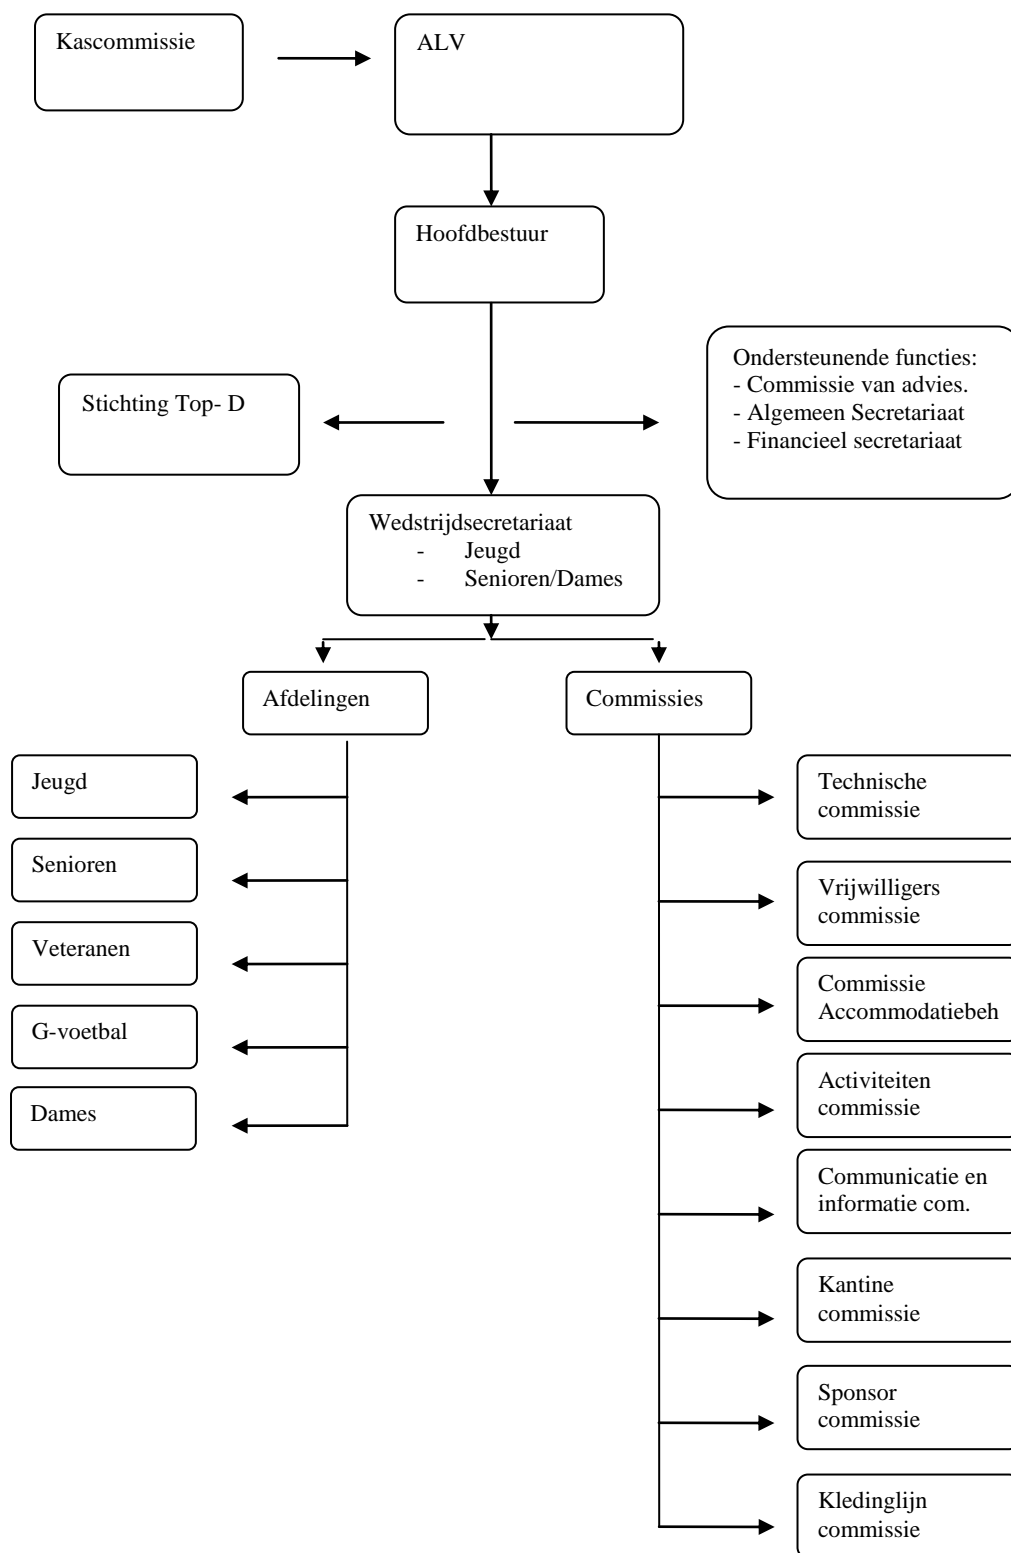 Kascommissie
ALV
Hoofdbestuur
Stichting Top- D
Ondersteunende functies:
- Commissie van advies.
- Algemeen Secretariaat
- Financieel secretariaat
Wedstrijdsecretariaat
- Jeugd
- Senioren/Dames
Afdelingen
Commissies
Jeugd
Senioren
Veteranen
G-voetbal
Dames
Technische
commissie
Vrijwilligers
commissie
Commissie
Accommodatiebeh
Activiteiten
commissie
Communicatie en
informatie com.
Kantine
commissie
Sponsor
commissie
Kledinglijn
commissie